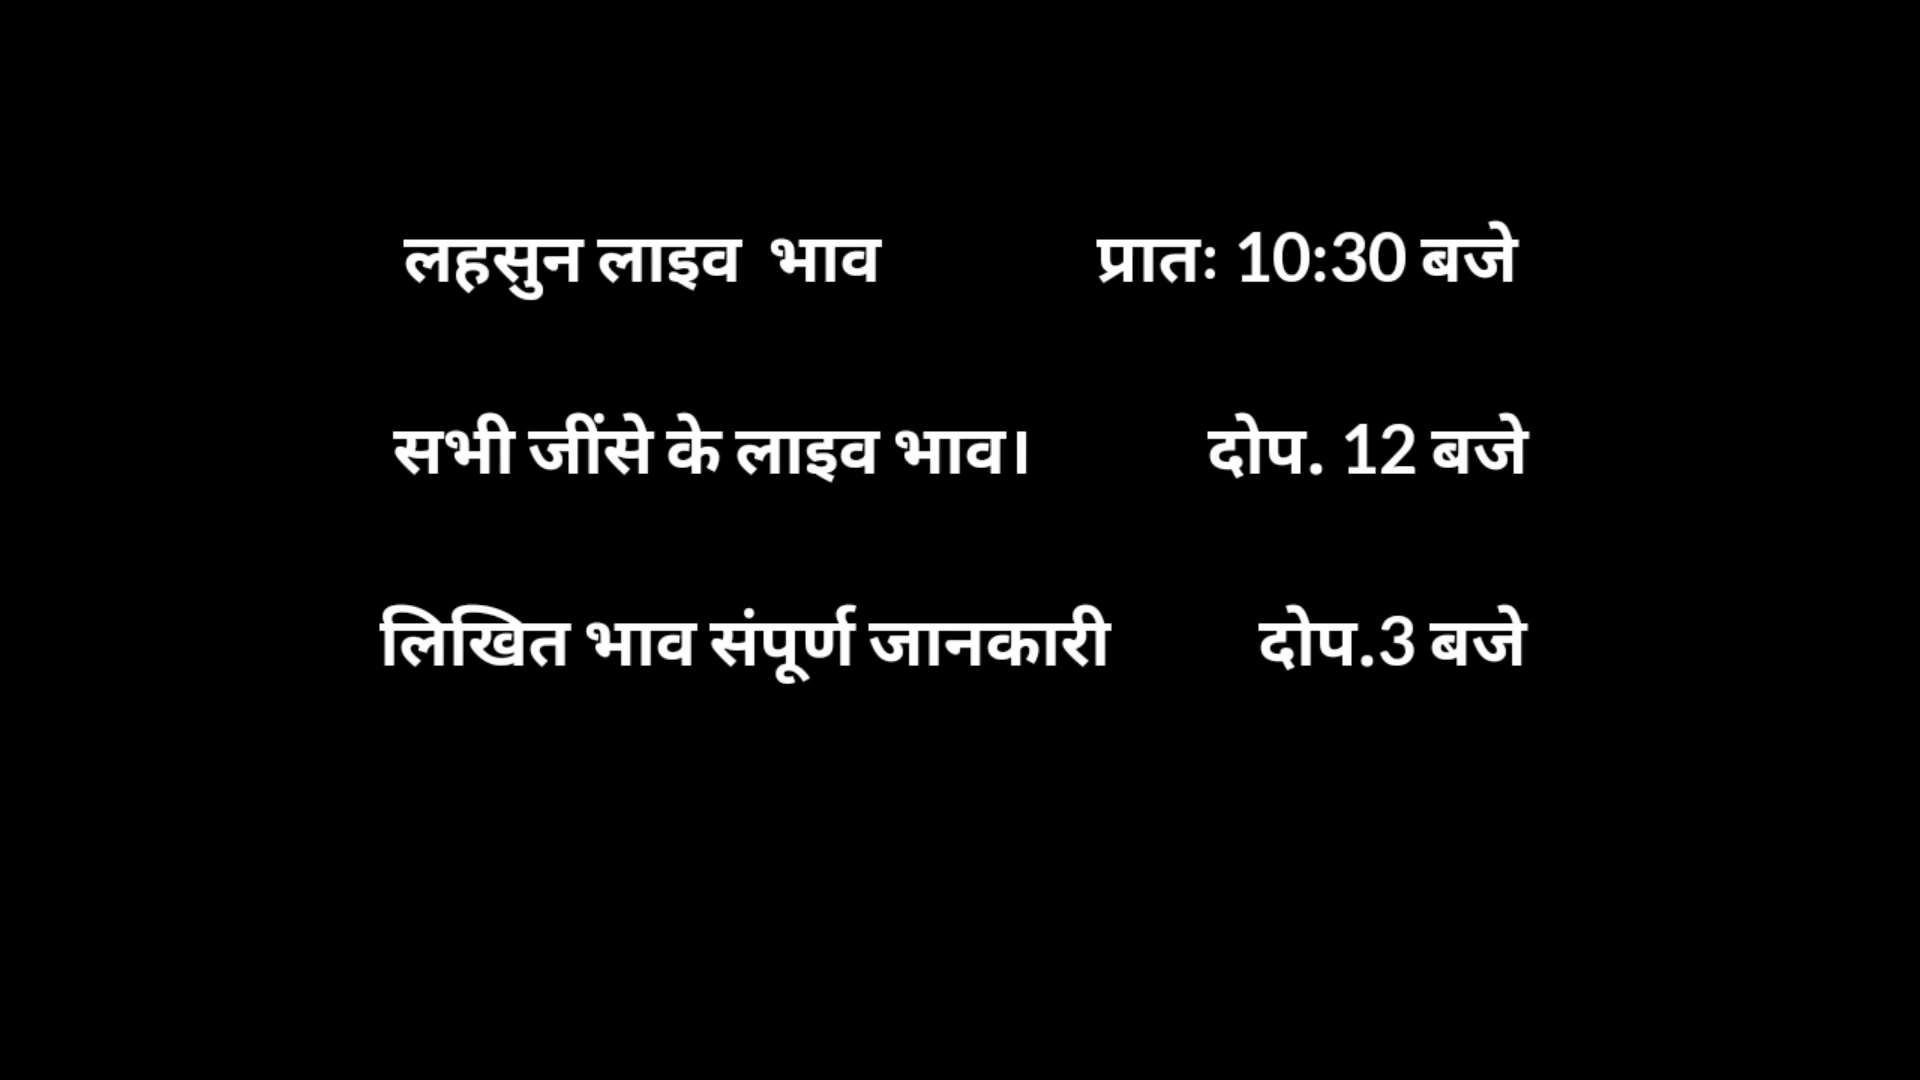 लहसुन लाइव भाव प्रातः 10:30 बजे
सभी जींसे के लाइव भाव। दोप. 12 बजे
लिखित भाव संपूर्ण जानकारी दोप.3 बजे